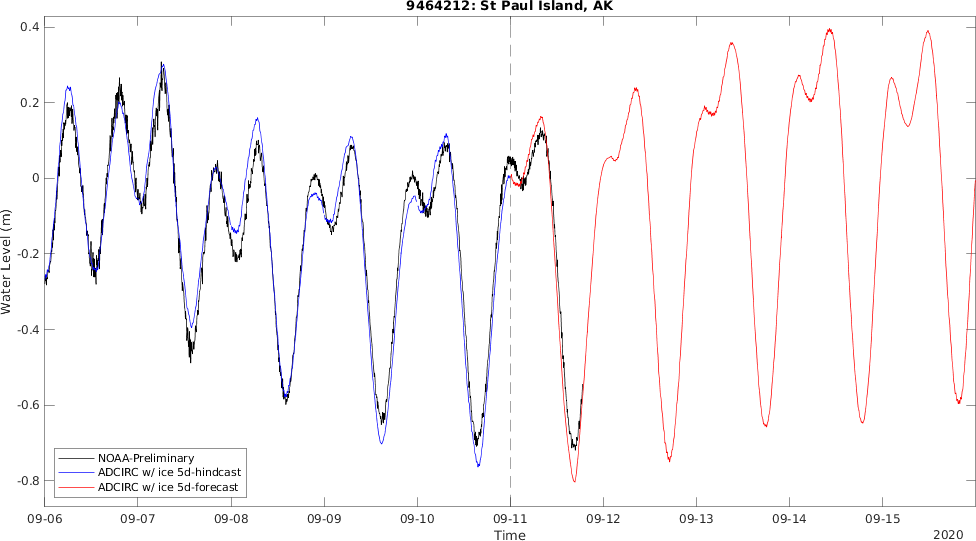 9464212: St Paul Island, AK
Water Level (m)
0.4
0.2
0
-0.2
-0.4
-0.6
-0.8
NOAA-Preliminary
ADCIRC w/ ice 5d-hindcast
ADCIRC w/ ice 5d-forecast
09-06 09-07 09-08 09-09 09-10 09-11 09-12 09-13 09-14 09-15
Time
2020